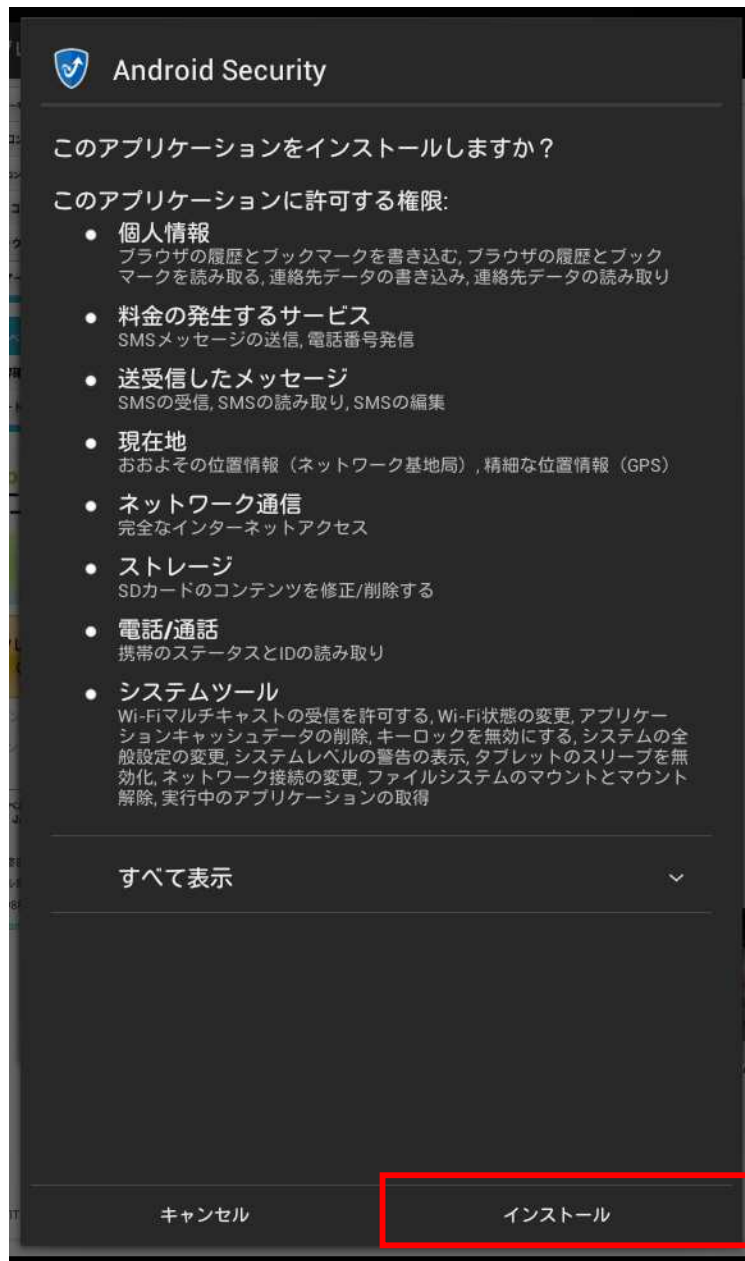 Android Security
このアプリケーションをインストールしますか？
このアプリケーションに許可する権限:
● 個人情報
ブラウザの履歴とブックマークを書き込む, ブラウザの履歴とブック
マークを読み取る, 連絡先データの書き込み, 連絡先データの読み取り
● 料金の発生するサービス
SMSメッセージの送信, 電話番号発信
● 送受信したメッセージ
SMSの受信, SMSの読み取り, SMSの編集
● 現在地
おおよその位置情報（ネットワーク基地局）, 精細な位置情報（GPS）
● ネットワーク通信
完全なインターネットアクセス
● ストレージ
SDカードのコンテンツを修正/削除する
● 電話/通話
携帯のステータスとIDの読み取り
● システムツール
Wi-Fiマルチキャストの受信を許可する, Wi-Fi状態の変更, アプリケー
ションキャッシュデータの削除, キーロックを無効にする, システムの全
般設定の変更, システムレベルの警告の表示, タブレットのスリープを無
効化, ネットワーク接続の変更, ファイルシステムのマウントとマウント
解除, 実行中のアプリケーションの取得
すべて表示
キャンセル
インストール